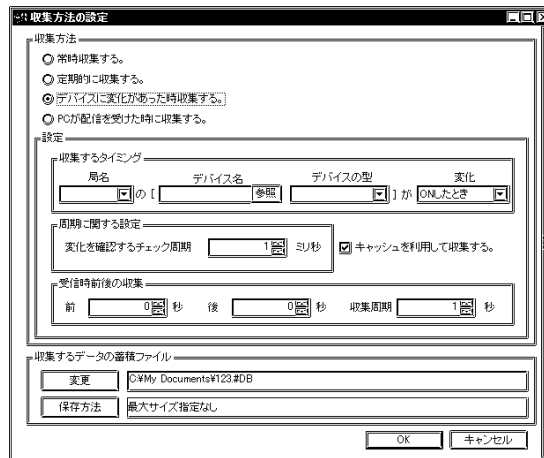 収集方法の設定
収集方法
常時収集する。
定期的に収集する。
デバイスに変化があった時収集する。
PCが配信を受けた時に収集する。
設定
収集するタイミング
局名 デバイス名 デバイスの型 変化
の [ 参照 ] が ONしたとき
周期に関する設定
変化を確認するチェック周期 1 ミリ秒 キャッシュを利用して収集する。
受信時前後の収集
前 0 秒 後 0 秒 収集周期 1 秒
収集するデータの蓄積ファイル
変更 C:¥My Documents¥123.#DB
保存方法 最大サイズ指定なし
OK キャンセル